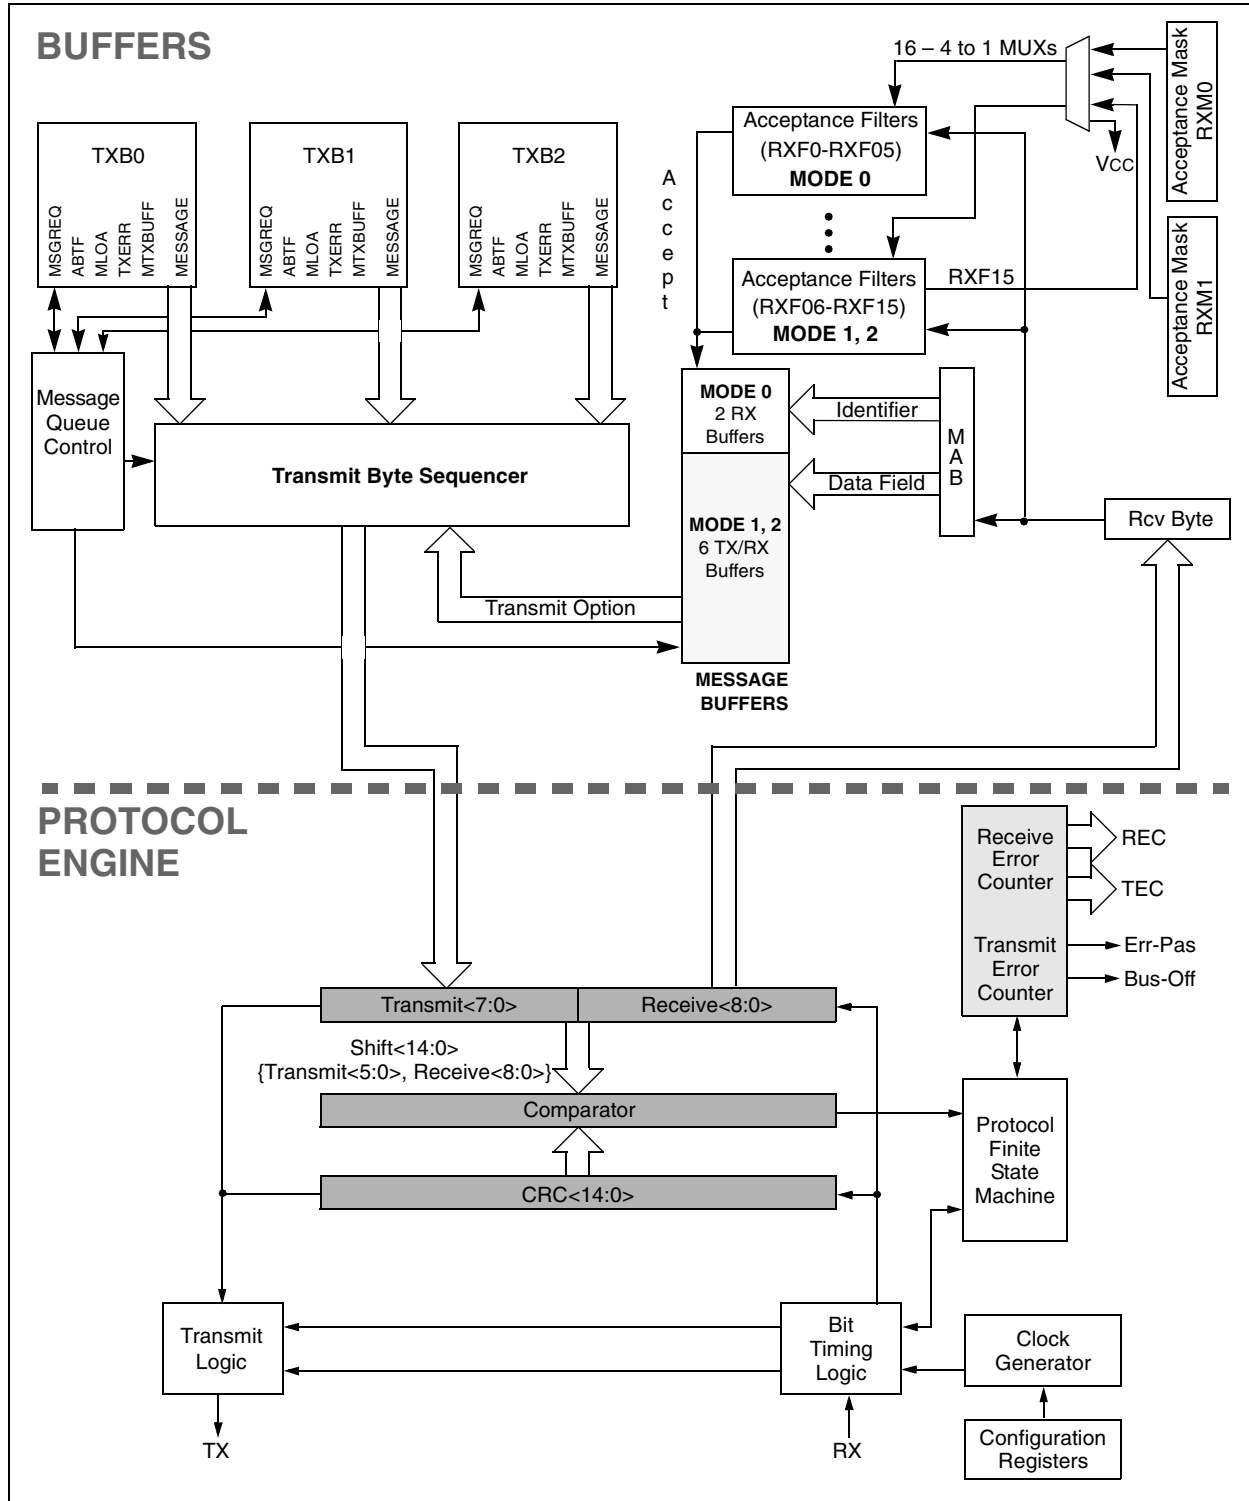 BUFFERS
16 – 4 to 1 MUXs
Acceptance Mask
RXM0
VCC
Acceptance Mask
RXM1
TXB0
MSGREQ
ABTF
MLOA
TXERR
MTXBUFF
MESSAGE
TXB1
MSGREQ
ABTF
MLOA
TXERR
MTXBUFF
MESSAGE
TXB2
MSGREQ
ABTF
MLOA
TXERR
MTXBUFF
MESSAGE
Accept
Acceptance Filters
(RXF0-RXF05)
MODE 0
Acceptance Filters
(RXF06-RXF15)
MODE 1, 2
RXF15
Message
Queue
Control
Transmit Byte Sequencer
MODE 0
2 RX
Buffers
MODE 1, 2
6 TX/RX
Buffers
MESSAGE
BUFFERS
Identifier
Data Field
MAB
Rcv Byte
Transmit Option
PROTOCOL
ENGINE
Receive
Error
Counter
Transmit
Error
Counter
REC
TEC
Err-Pas
Bus-Off
Transmit<7:0>
Receive<8:0>
Shift<14:0>
{Transmit<5:0>, Receive<8:0>}
Comparator
CRC<14:0>
Protocol
Finite
State
Machine
Transmit
Logic
Bit
Timing
Logic
Clock
Generator
Configuration
Registers
TX
RX